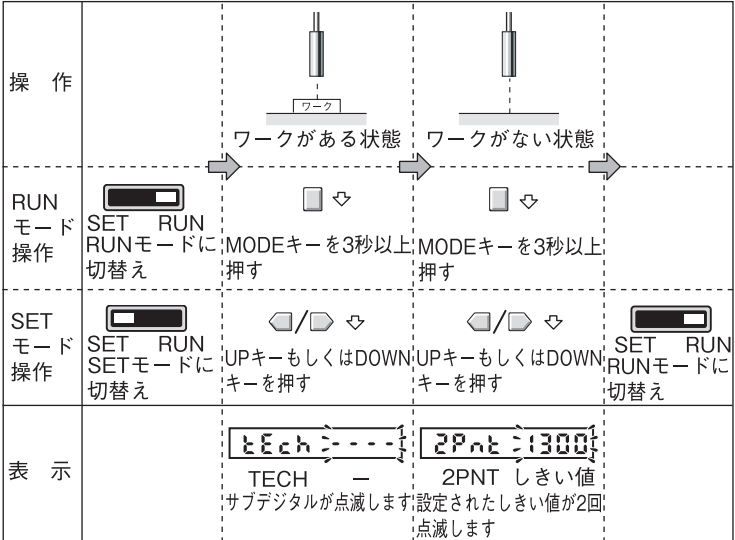 操 作
ワーク
ワークがある状態
ワークがない状態
RUN
モード
操作
SET RUN
RUNモードに
切替え
MODEキーを3秒以上
押す
MODEキーを3秒以上
押す
SET
モード
操作
SET RUN
SETモードに
切替え
/
UPキーもしくはDOWN
キーを押す
/
UPキーもしくはDOWN
キーを押す
SET RUN
RUNモードに
切替え
表 示
tEch ----
TECH –
サブデジタルが点滅します
2Pnt 1300
2PNT しきい値
設定されたしきい値が2回
点滅します